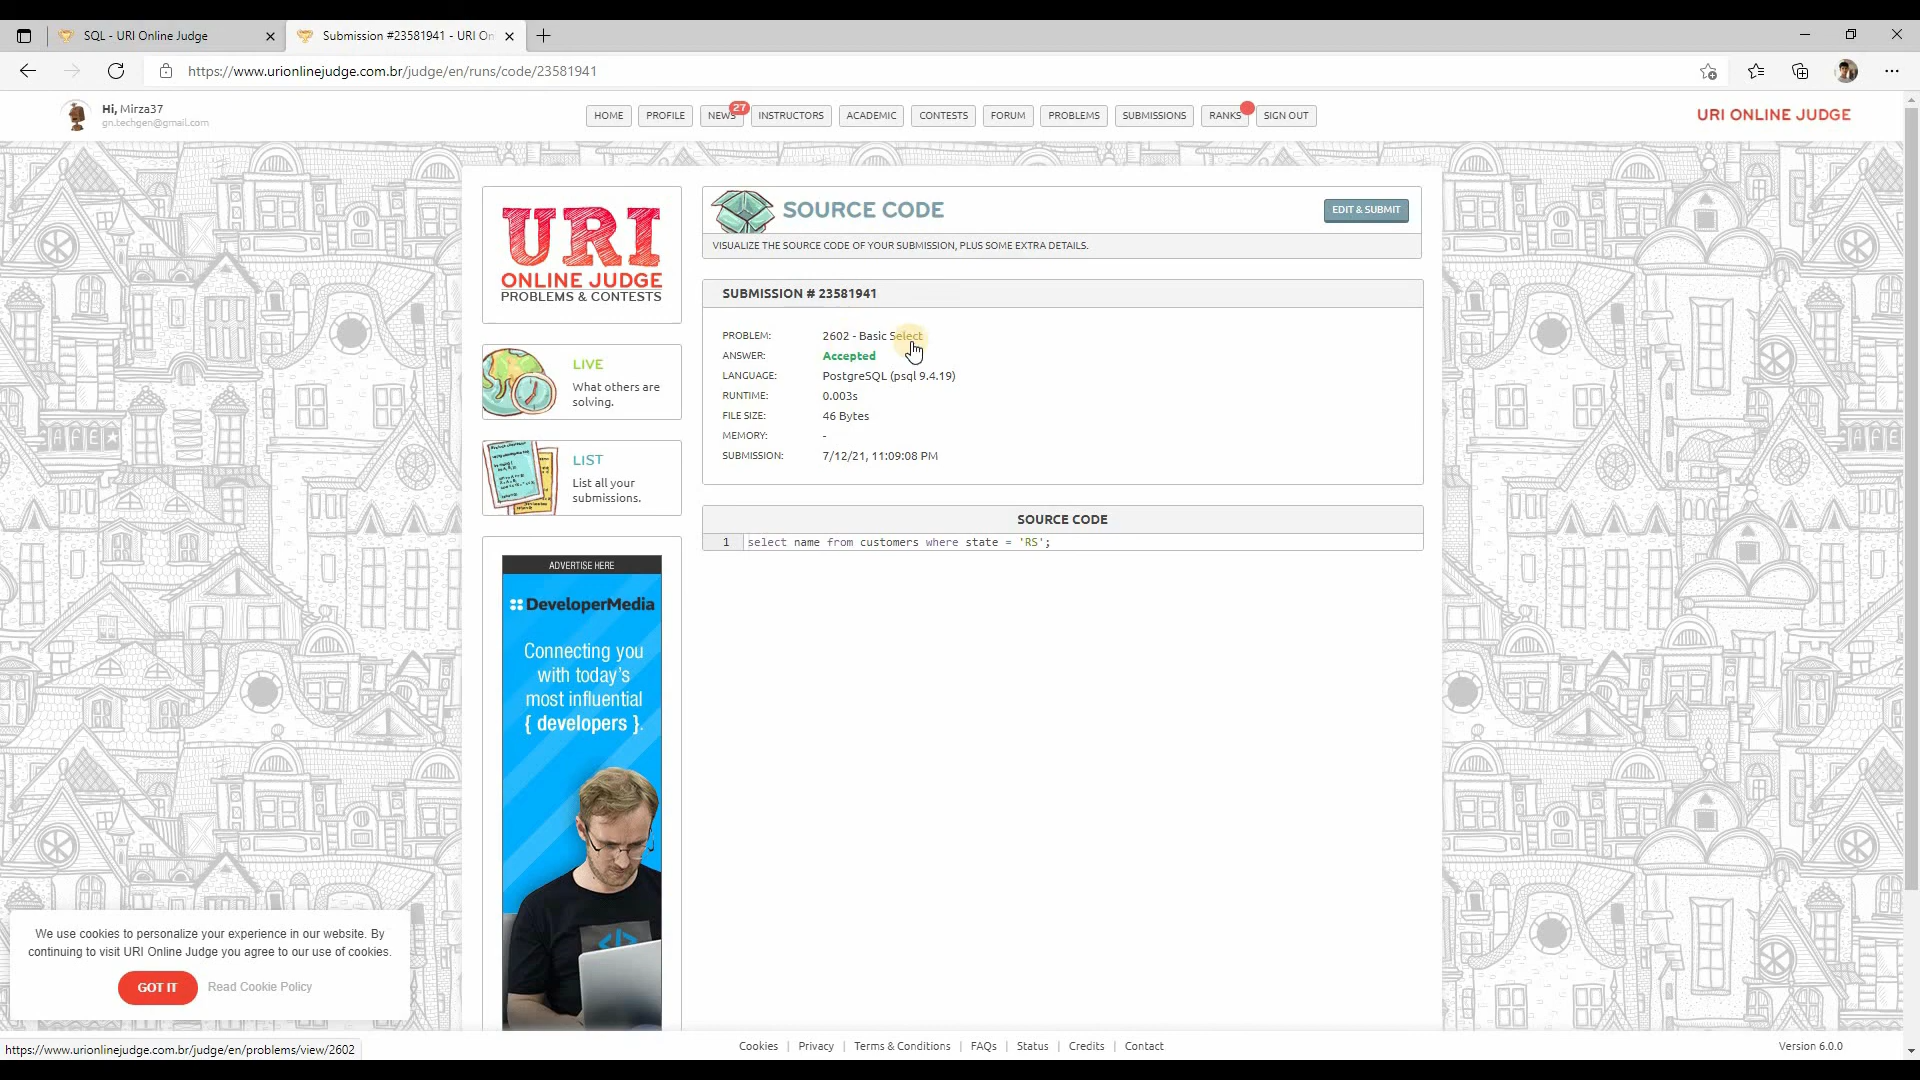 SQL - URI Online Judge
Submission #23581941 - URI On
https://www.urionlinejudge.com.br/judge/en/runs/code/23581941
Hi, Mirza37
gn.techgen@gmail.com
HOME
PROFILE
NEWS
27
INSTRUCTORS
ACADEMIC
CONTESTS
FORUM
PROBLEMS
SUBMISSIONS
RANKS
SIGN OUT
URI ONLINE JUDGE
URI
ONLINE JUDGE
PROBLEMS & CONTESTS
LIVE
What others are
solving.
LIST
List all your
submissions.
ADVERTISE HERE
DeveloperMedia
Connecting you
with today's
most influential
{ developers }.
SOURCE CODE
EDIT & SUBMIT
VISUALIZE THE SOURCE CODE OF YOUR SUBMISSION, PLUS SOME EXTRA DETAILS.
SUBMISSION # 23581941
PROBLEM: 2602 - Basic Select
ANSWER: Accepted
LANGUAGE: PostgreSQL (psql 9.4.19)
RUNTIME: 0.003s
FILE SIZE: 46 Bytes
MEMORY: -
SUBMISSION: 7/12/21, 11:09:08 PM
SOURCE CODE
1 select name from customers where state = 'RS';
We use cookies to personalize your experience in our website. By
continuing to visit URI Online Judge you agree to our use of cookies.
GOT IT
Read Cookie Policy
https://www.urionlinejudge.com.br/judge/en/problems/view/2602
Cookies | Privacy | Terms & Conditions | FAQs | Status | Credits | Contact
Version 6.0.0